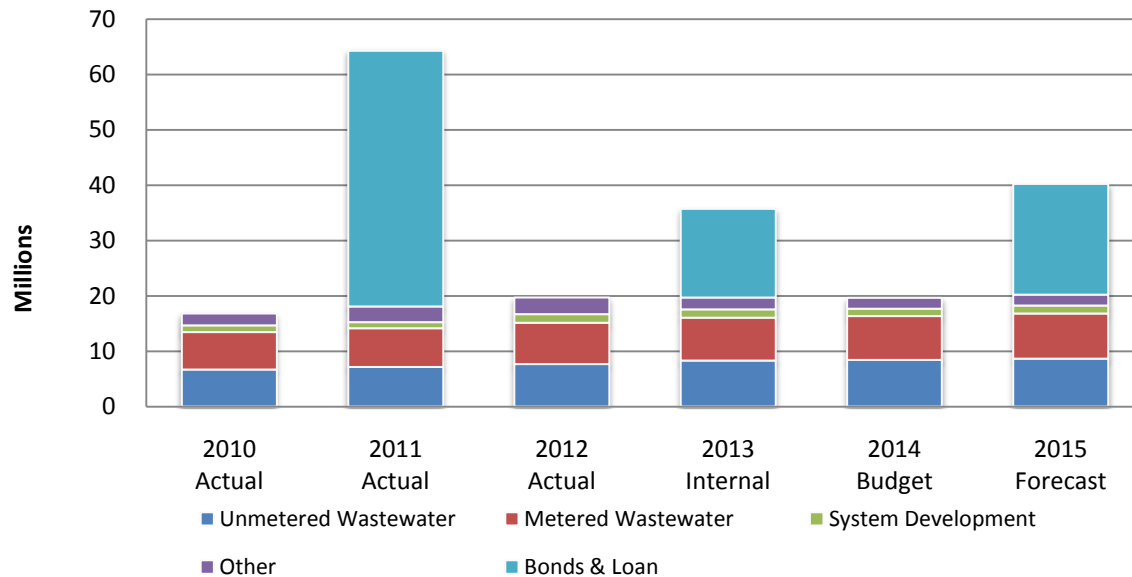 70
60
50
40
30
20
10
0
Millions
2010 2011 2012 2013 2014 2015
Actual Actual Actual Internal Budget Forecast
Unmetered Wastewater Metered Wastewater System Development
Other Bonds & Loan